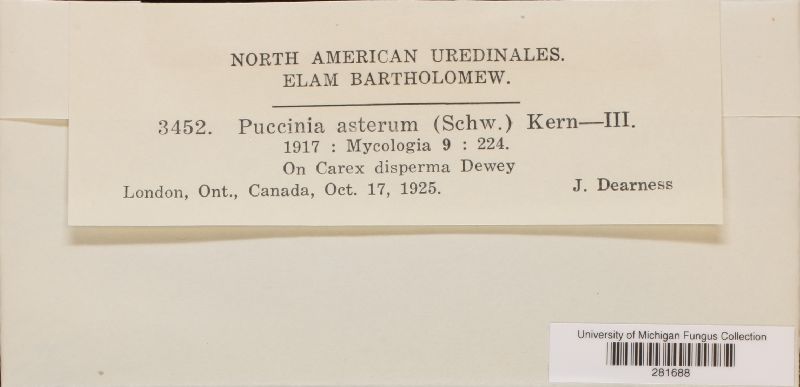 NORTH AMERICAN UREDINALES.
ELAM BARTHOLOMEW.
3452. Puccinia asterum (Schw.) Kern—III.
1917 : Mycologia 9 : 224.
On Carex disperma Dewey
London, Ont., Canada, Oct. 17, 1925. J. Dearness
University of Michigan Fungus Collection
281688